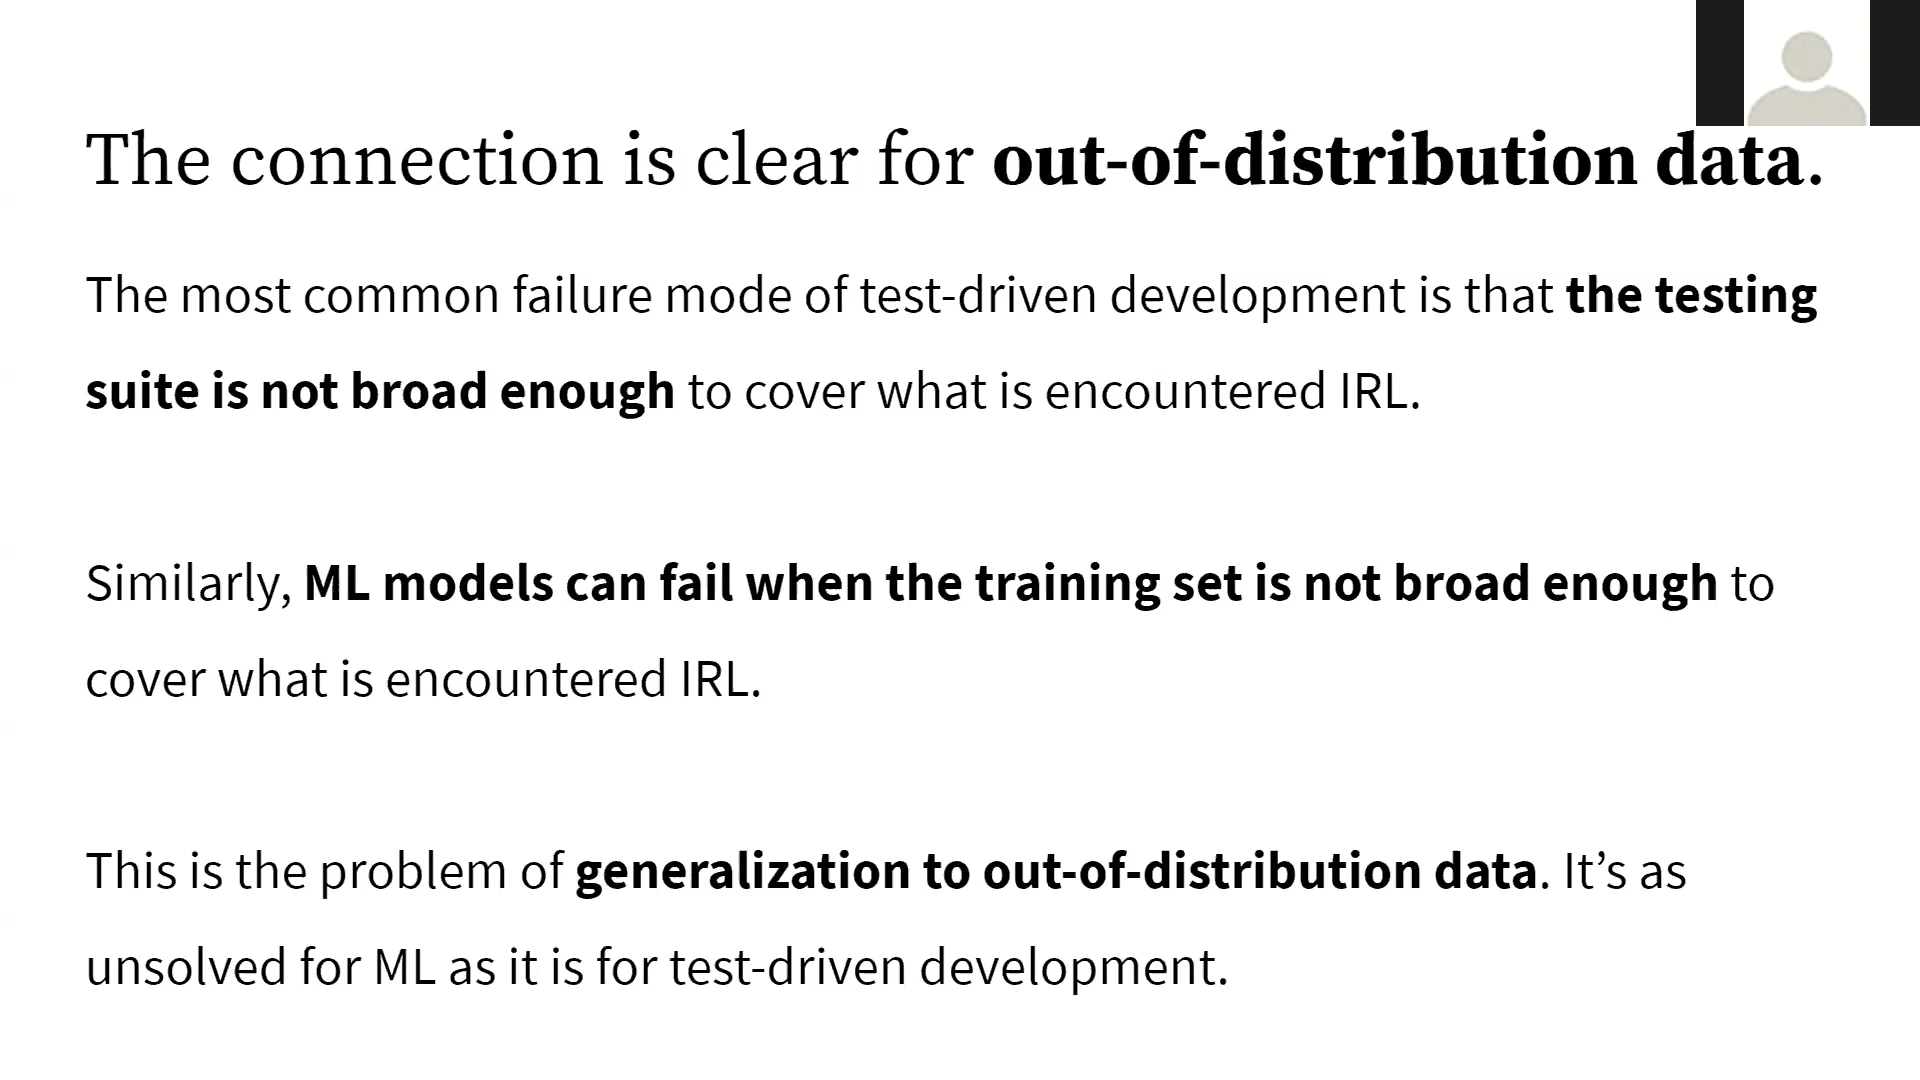 The connection is clear for out-of-distribution data.
The most common failure mode of test-driven development is that the testing
suite is not broad enough to cover what is encountered IRL.
Similarly, ML models can fail when the training set is not broad enough to
cover what is encountered IRL.
This is the problem of generalization to out-of-distribution data. It’s as
unsolved for ML as it is for test-driven development.